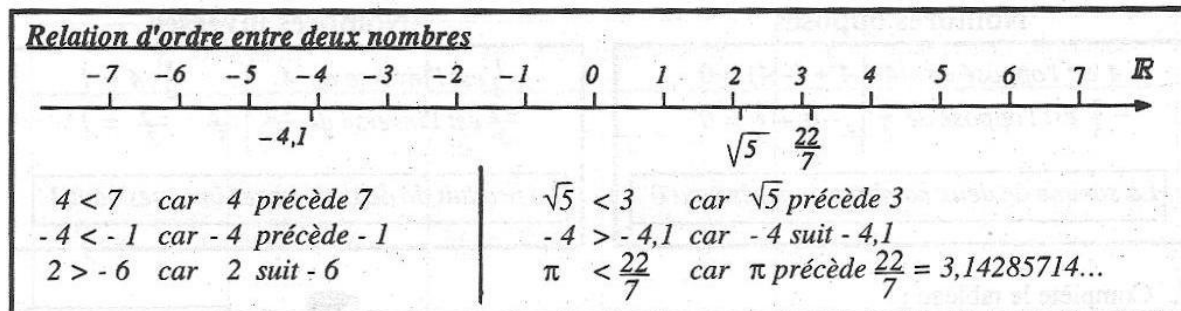 Relation d'ordre entre deux nombres
-7 -6 -5 -4 -3 -2 -1 0 1 2 3 4 5 6 7 ℝ
-4,1 √5 22/7
4 < 7 car 4 précède 7
- 4 < - 1 car - 4 précède - 1
2 > - 6 car 2 suit - 6
√5 < 3 car √5 précède 3
-4 > - 4,1 car - 4 suit - 4,1
π < 22/7 car π précède 22/7 = 3,14285714...
Complète le tableau :